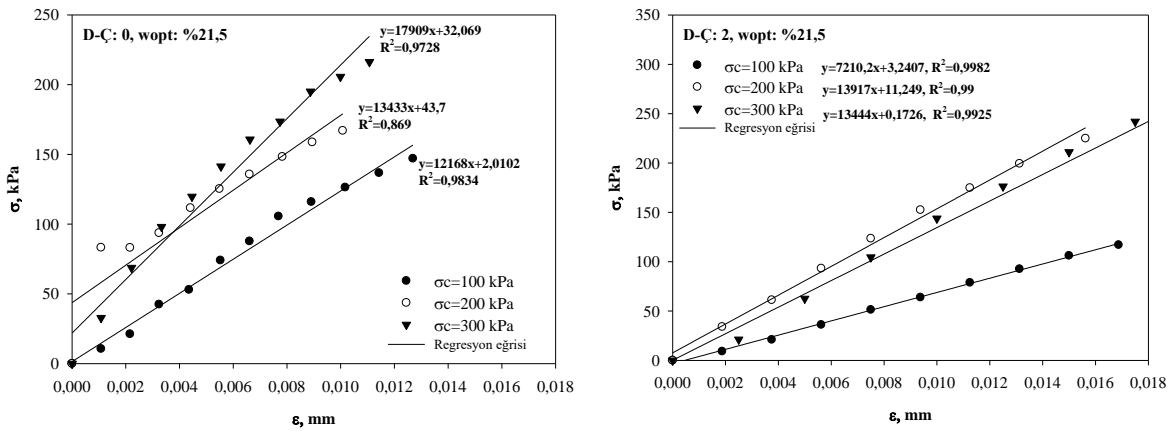 D-Ç: 0, wopt: %21,5
y=17909x+32,069
R²=0,9728
y=13433x+43,7
R²=0,869
y=12168x+2,0102
R²=0,9834
σc=100 kPa
σc=200 kPa
σc=300 kPa
Regresyon eğrisi
σ, kPa
250
200
150
100
50
0
0,000 0,002 0,004 0,006 0,008 0,010 0,012 0,014 0,016 0,018
ε, mm
D-Ç: 2, wopt: %21,5
σc=100 kPa y=7210,2x+3,2407, R²=0,9982
σc=200 kPa y=13917x+11,249, R²=0,99
σc=300 kPa y=13444x+0,1726, R²=0,9925
Regresyon eğrisi
σ, kPa
350
300
250
200
150
100
50
0
0,000 0,002 0,004 0,006 0,008 0,010 0,012 0,014 0,016 0,018
ε, mm